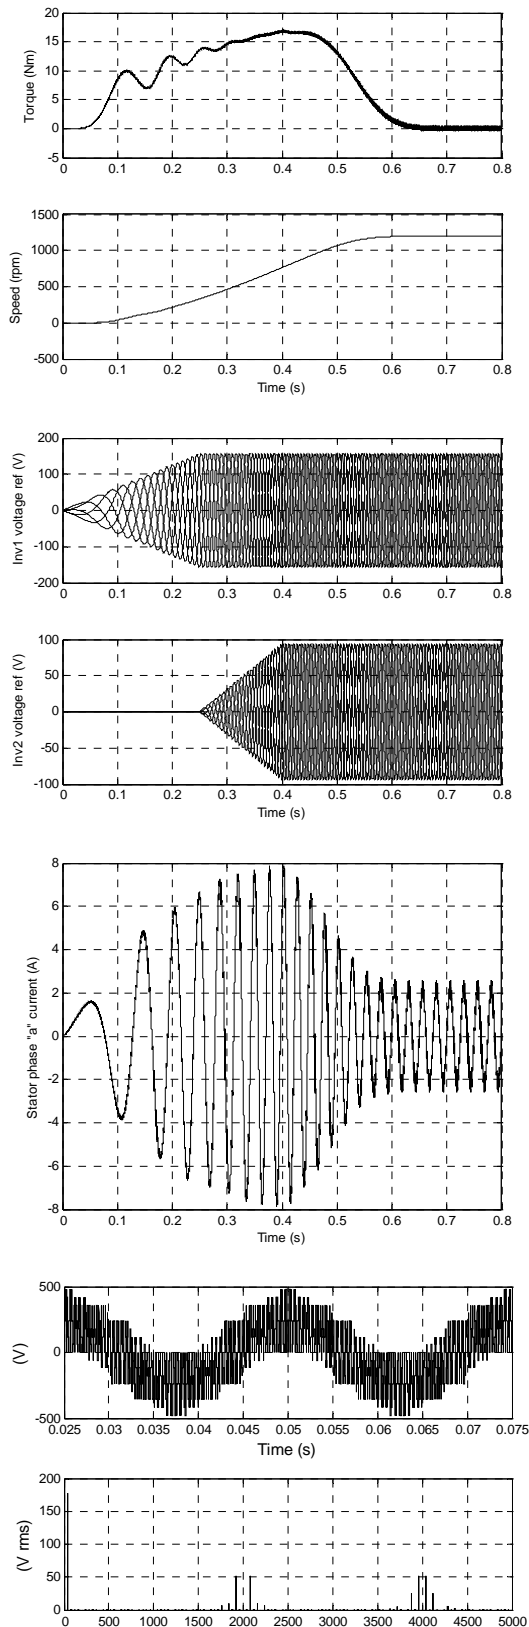 20
15
10
5
0
-5
Torque (Nm)
0 0.1 0.2 0.3 0.4 0.5 0.6 0.7 0.8
1500
1000
500
0
-500
Speed (rpm)
0 0.1 0.2 0.3 0.4 0.5 0.6 0.7 0.8
Time (s)
200
100
0
-100
-200
Inv1 voltage ref (V)
0 0.1 0.2 0.3 0.4 0.5 0.6 0.7 0.8
100
50
0
-50
-100
Inv2 voltage ref (V)
0 0.1 0.2 0.3 0.4 0.5 0.6 0.7 0.8
Time (s)
8
6
4
2
0
-2
-4
-6
-8
Stator phase "a" current (A)
0 0.1 0.2 0.3 0.4 0.5 0.6 0.7 0.8
Time (s)
500
0
-500
(V)
0.025 0.03 0.035 0.04 0.045 0.05 0.055 0.06 0.065 0.07 0.075
Time (s)
200
150
100
50
0
(V rms)
0 500 1000 1500 2000 2500 3000 3500 4000 4500 5000